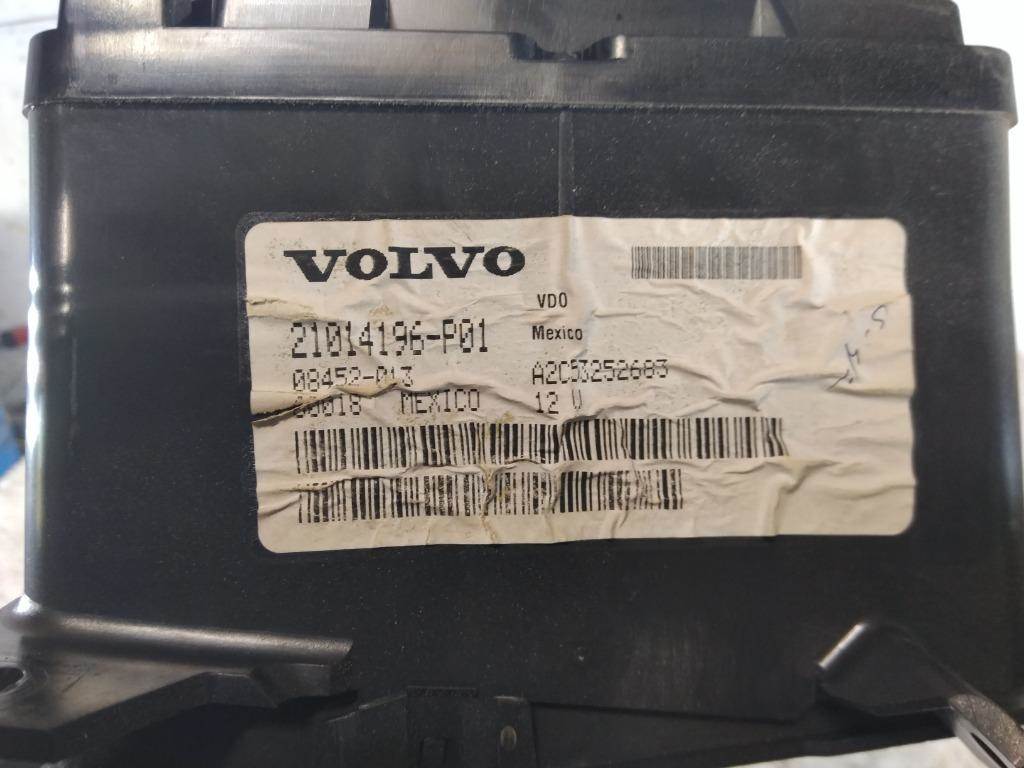 VOLVO
VDO
21014196-P01 Mexico
08452-013 A2C53252683
MEXICO 12 V